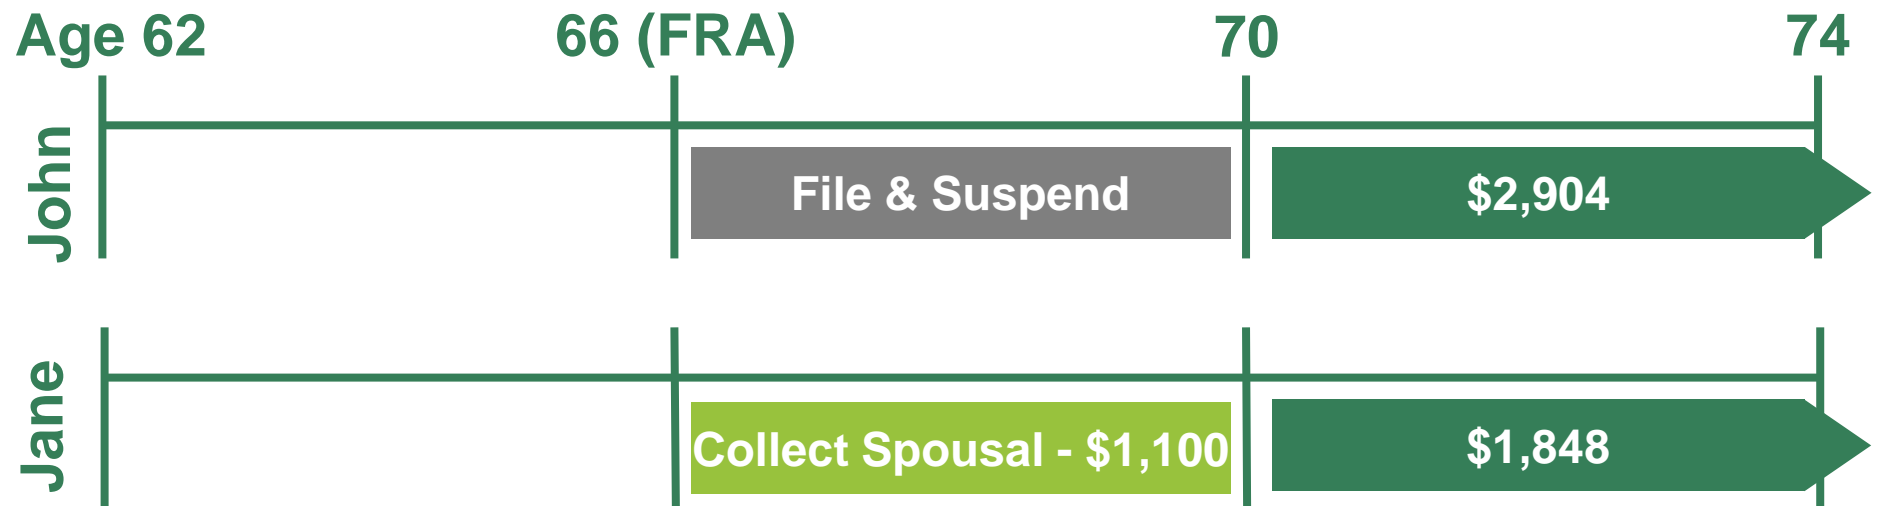 Age 62
66 (FRA)
70
74
John
File & Suspend
$2,904
Jane
Collect Spousal - $1,100
$1,848